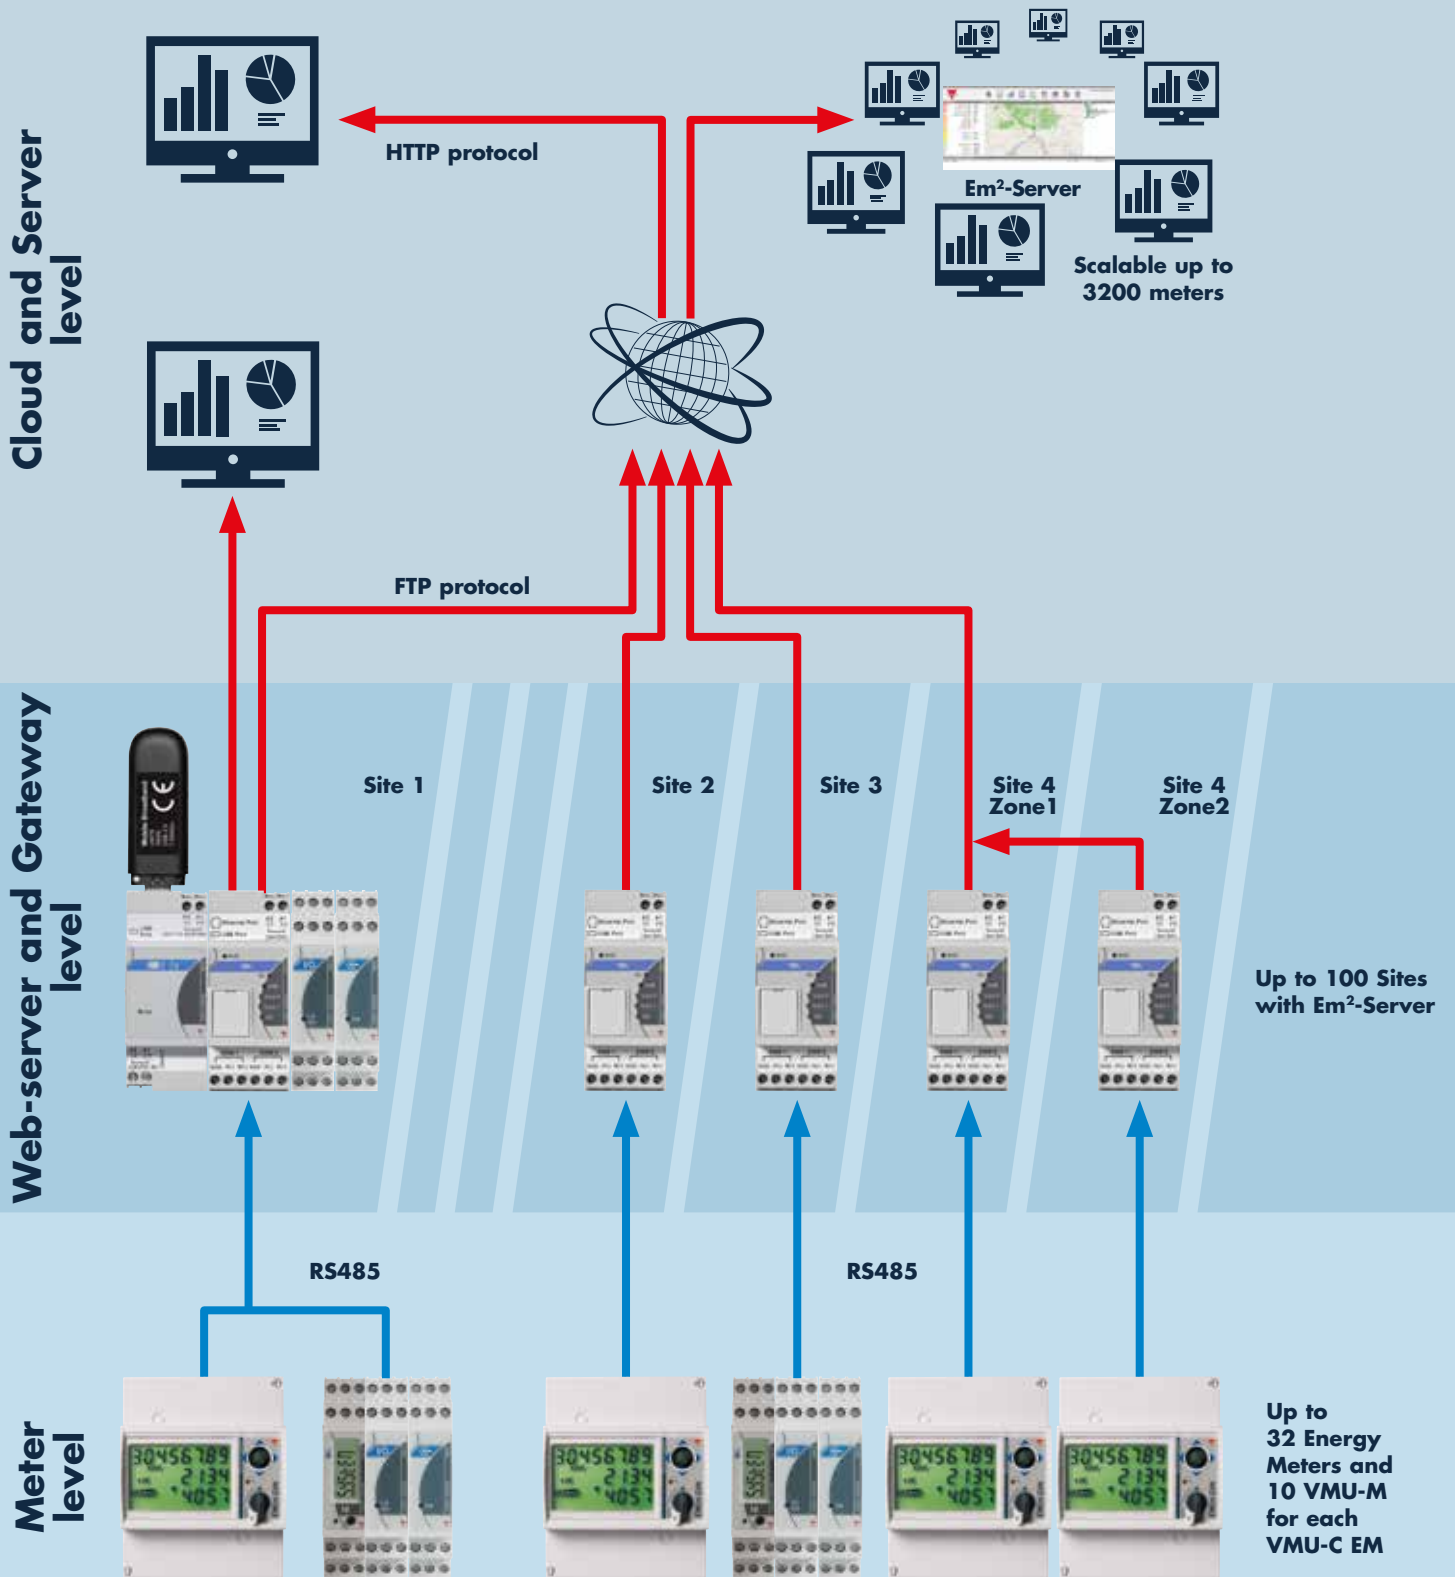 Cloud and Server
level
HTTP protocol
Em²-Server
Scalable up to
3200 meters
FTP protocol
Web-server and Gateway
level
Site 1
Site 2
Site 3
Site 4
Zone1
Site 4
Zone2
Up to 100 Sites
with Em²-Server
RS485
RS485
Meter
level
Up to
32 Energy
Meters and
10 VMU-M
for each
VMU-C EM